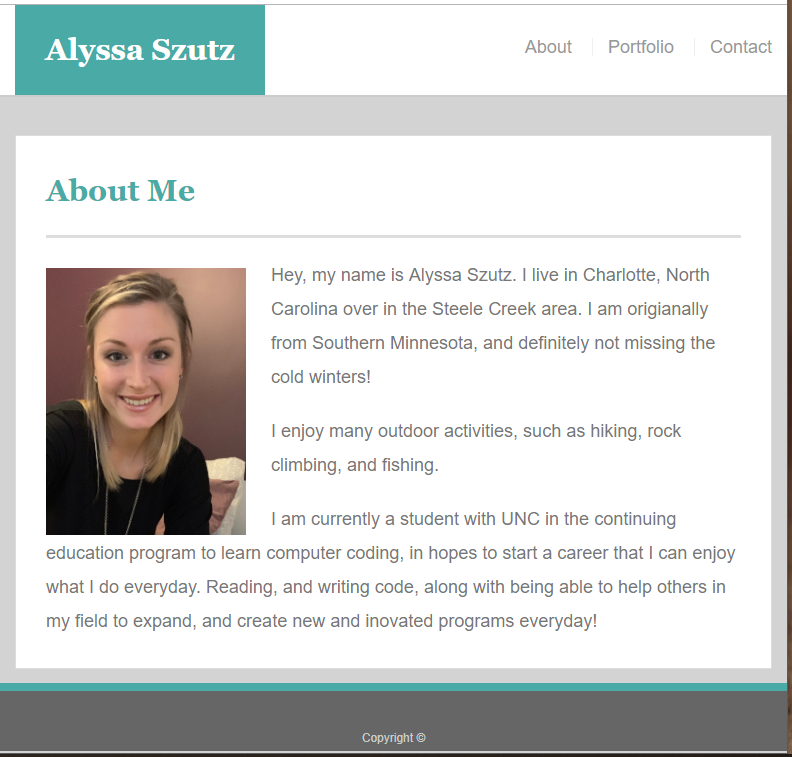 Alyssa Szutz
About
Portfolio
Contact
About Me
Hey, my name is Alyssa Szutz. I live in Charlotte, North
Carolina over in the Steele Creek area. I am origianally
from Southern Minnesota, and definitely not missing the
cold winters!
I enjoy many outdoor activities, such as hiking, rock
climbing, and fishing.
I am currently a student with UNC in the continuing
education program to learn computer coding, in hopes to start a career that I can enjoy
what I do everyday. Reading, and writing code, along with being able to help others in
my field to expand, and create new and inovated programs everyday!
Copyright ©